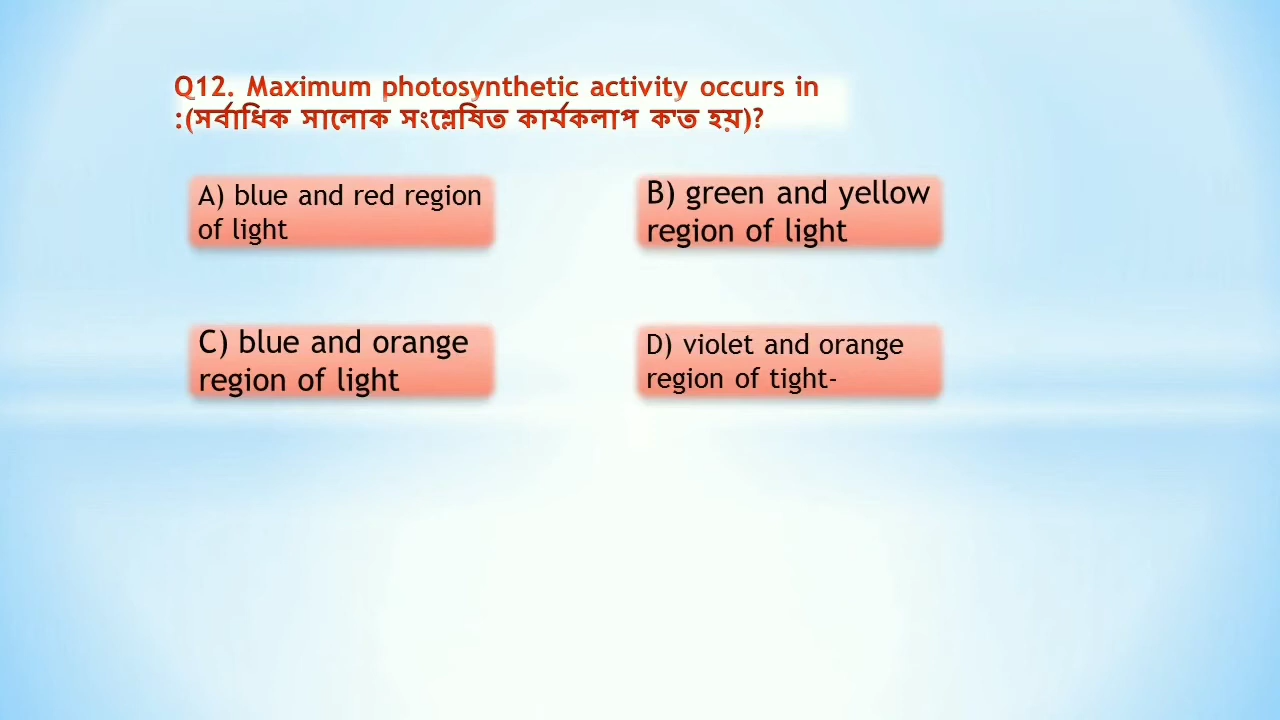 Q12. Maximum photosynthetic activity occurs in
:(সৰ্বাধিক সালোক সংশ্লেষিত কাৰ্যকলাপ ক'ত হয়)?
A) blue and red region
of light
B) green and yellow
region of light
C) blue and orange
region of light
D) violet and orange
region of tight-